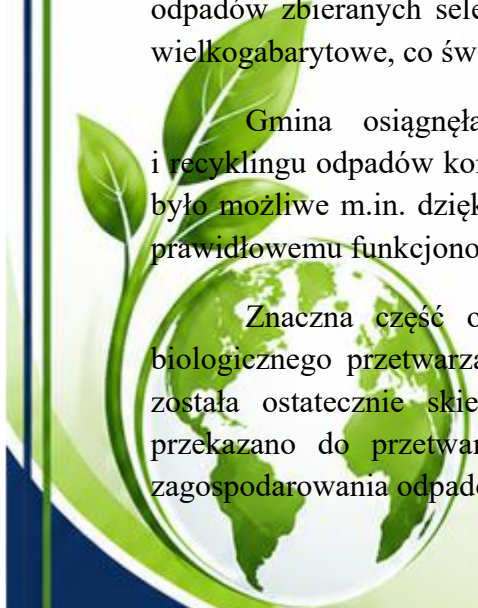 odpadów zbieranych sele
wielkogabarytowe, co św
Gmina osiągnęła
i recyklingu odpadów kor
było możliwe m.in. dzięk
prawidłowemu funkcjono
Znaczna część o
biologicznego przetwarza
została ostatecznie skie
przekazano do przetwar
zagospodarowania odpado